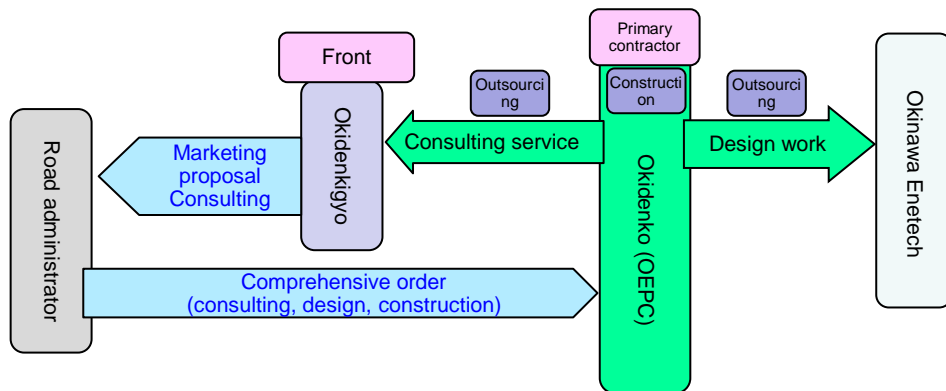 Primary
contractor
Front
Outsourci
ng
Constructi
on
Outsourci
ng
Road administrator
Marketing
proposal
Consulting
Okidenkigyo
Consulting service
Okidenko (OEPC)
Design work
Okinawa Enetech
Comprehensive order
(consulting, design, construction)